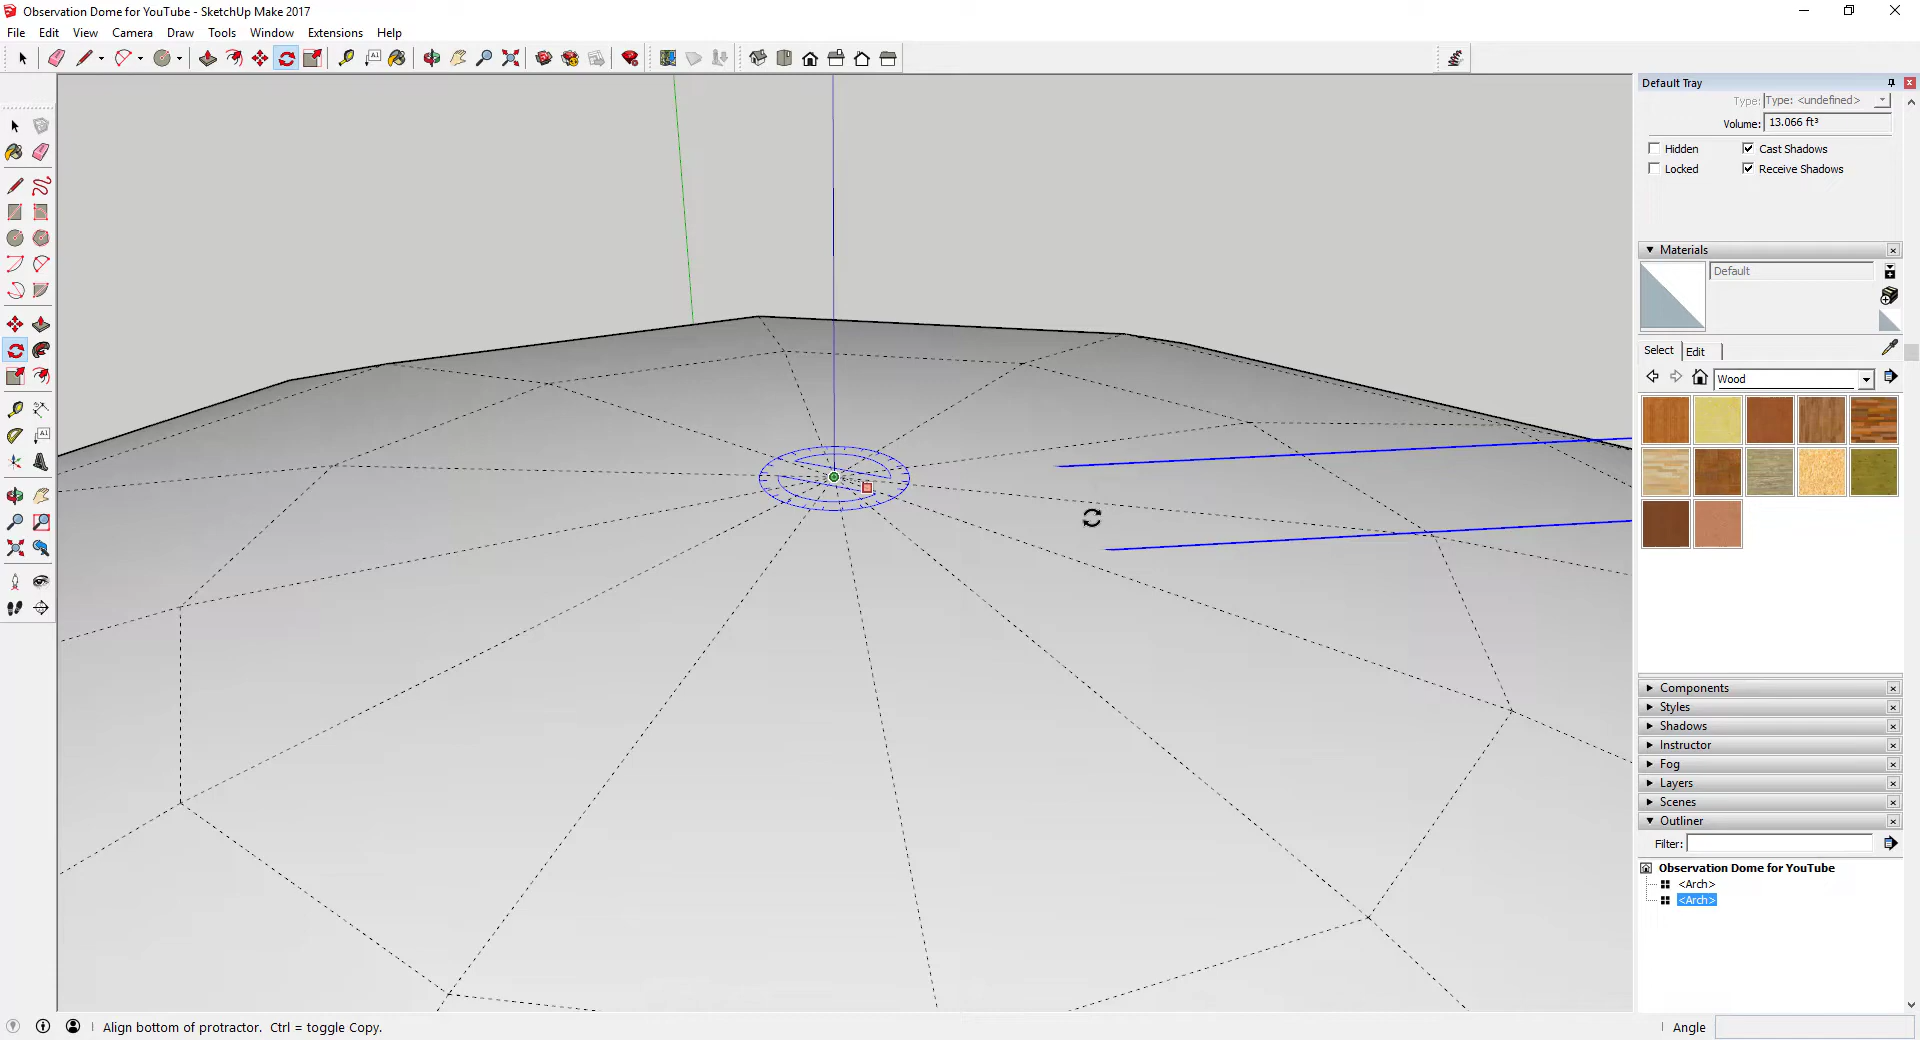 Observation Dome for YouTube - SketchUp Make 2017
File Edit View Camera Draw Tools Window Extensions Help
A1
Default Tray
Type: Type: <undefined>
Volume: 13.066 ft³
Hidden Cast Shadows
Locked Receive Shadows
Materials
Default
Select Edit
Wood
A1
Components
Styles
Shadows
Instructor
Fog
Layers
Scenes
Outliner
Filter:
Observation Dome for YouTube
<Arch>
<Arch>
Align bottom of protractor. Ctrl = toggle Copy.
Angle